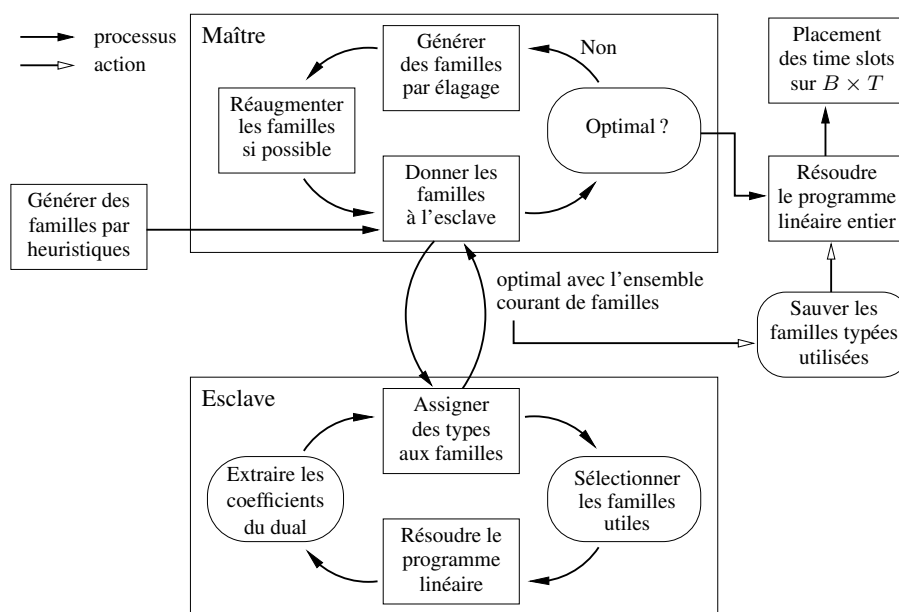 processus
action
Maître
Générer
des familles
par élagage
Non
Réaugmenter
les familles
si possible
Optimal ?
Donner les
familles
à l'esclave
Générer des
familles par
heuristiques
Placement
des time slots
sur B × T
Résoudre
le programme
linéaire entier
optimal avec l'ensemble
courant de familles
Sauver les
familles typées
utilisées
Esclave
Assigner
des types
aux familles
Extraire les
coefficients
du dual
Sélectionner
les familles
utiles
Résoudre le
programme
linéaire